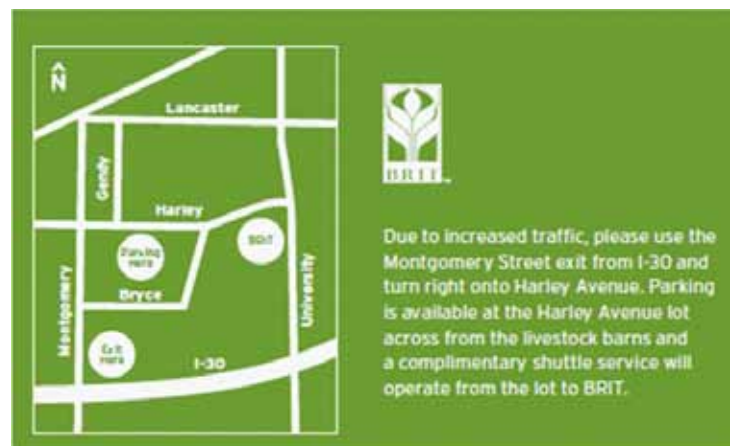 N
Lancaster
Gendy
Harley
Parking
Here
BRIT
Bryce
Montgomery
University
Exit
Here
I-30
BRIT™
Due to increased traffic, please use the
Montgomery Street exit from I-30 and
turn right onto Harley Avenue. Parking
is available at the Harley Avenue lot
across from the livestock barns and
a complimentary shuttle service will
operate from the lot to BRIT.